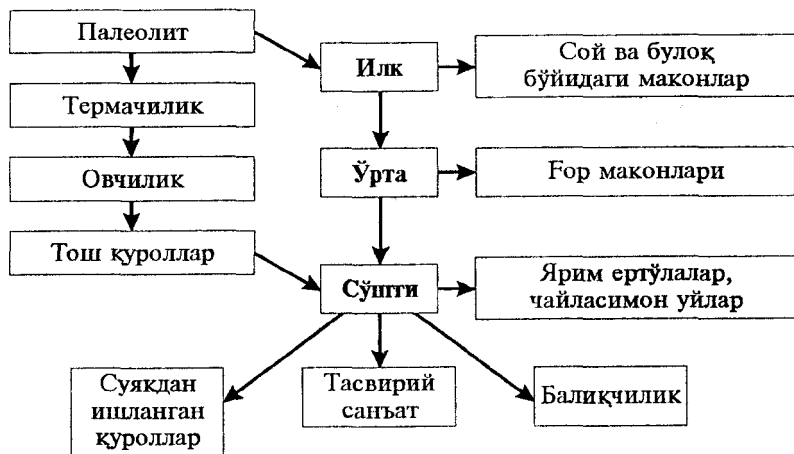 Палеолит
Илк
Сой ва булоқ
бўйидаги маконлар
Термачилик
Овчилик
Ўрта
Ғор маконлари
Тош қуроллар
Сўшти
Ярим ертўлалар,
чайласимон уйлар
Суякдан
ишланган
қуроллар
Тасвирий
санъат
Балиқчилик